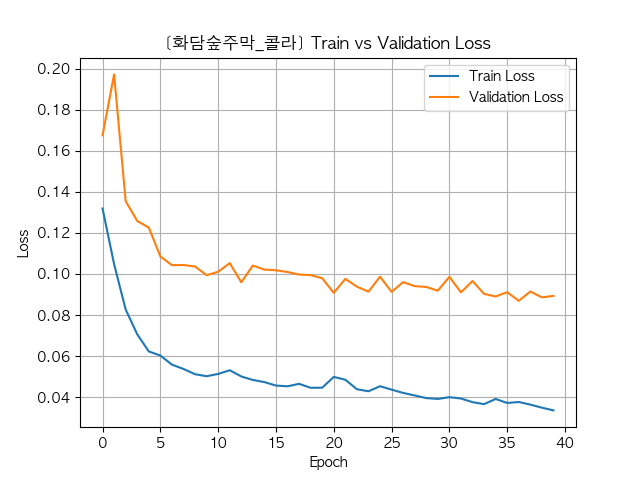 [화담숲주막_콜라] Train vs Validation Loss
Train Loss
Validation Loss
Loss
0.20
0.18
0.16
0.14
0.12
0.10
0.08
0.06
0.04
0 5 10 15 20 25 30 35 40
Epoch